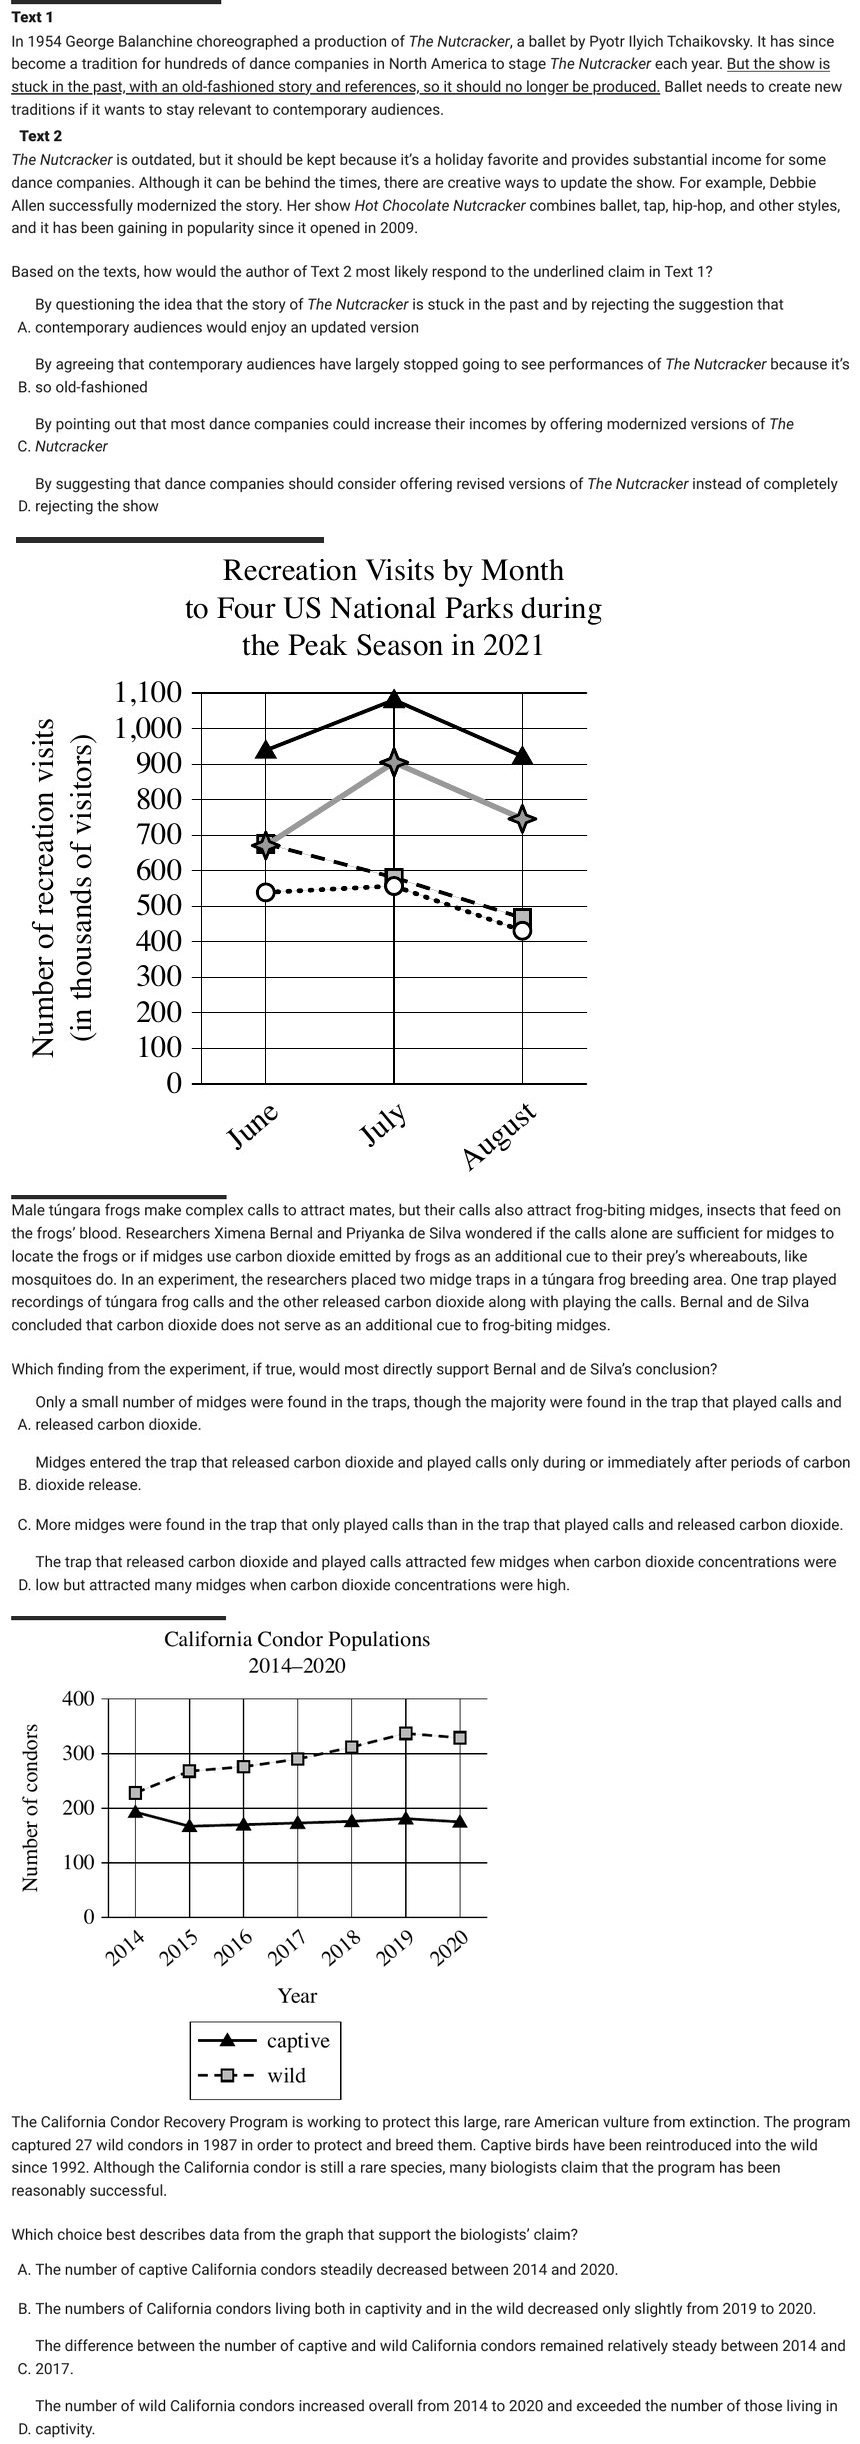 Text 1
In 1954 George Balanchine choreographed a production of The Nutcracker, a ballet by Pyotr Ilyich Tchaikovsky. It has since
become a tradition for hundreds of dance companies in North America to stage The Nutcracker each year. But the show is
stuck in the past, with an old-fashioned story and references, so it should no longer be produced. Ballet needs to create new
traditions if it wants to stay relevant to contemporary audiences.
Text 2
The Nutcracker is outdated, but it should be kept because it's a holiday favorite and provides substantial income for some
dance companies. Although it can be behind the times, there are creative ways to update the show. For example, Debbie
Allen successfully modernized the story. Her show Hot Chocolate Nutcracker combines ballet, tap, hip-hop, and other styles,
and it has been gaining in popularity since it opened in 2009.
Based on the texts, how would the author of Text 2 most likely respond to the underlined claim in Text 1?
By questioning the idea that the story of The Nutcracker is stuck in the past and by rejecting the suggestion that
A. contemporary audiences would enjoy an updated version
By agreeing that contemporary audiences have largely stopped going to see performances of The Nutcracker because it's
B. so old-fashioned
By pointing out that most dance companies could increase their incomes by offering modernized versions of The
C. Nutcracker
By suggesting that dance companies should consider offering revised versions of The Nutcracker instead of completely
D. rejecting the show
Recreation Visits by Month
to Four US National Parks during
the Peak Season in 2021
Number of recreation visits
(in thousands of visitors)
1,100
1,000
900
800
700
600
500
400
300
200
100
0
June
July
August
Male túngara frogs make complex calls to attract mates, but their calls also attract frog-biting midges, insects that feed on
the frogs' blood. Researchers Ximena Bernal and Priyanka de Silva wondered if the calls alone are sufficient for midges to
locate the frogs or if midges use carbon dioxide emitted by frogs as an additional cue to their prey's whereabouts, like
mosquitoes do. In an experiment, the researchers placed two midge traps in a túngara frog breeding area. One trap played
recordings of túngara frog calls and the other released carbon dioxide along with playing the calls. Bernal and de Silva
concluded that carbon dioxide does not serve as an additional cue to frog-biting midges.
Which finding from the experiment, if true, would most directly support Bernal and de Silva's conclusion?
Only a small number of midges were found in the traps, though the majority were found in the trap that played calls and
A. released carbon dioxide.
Midges entered the trap that released carbon dioxide and played calls only during or immediately after periods of carbon
B. dioxide release.
C. More midges were found in the trap that only played calls than in the trap that played calls and released carbon dioxide.
The trap that released carbon dioxide and played calls attracted few midges when carbon dioxide concentrations were
D. low but attracted many midges when carbon dioxide concentrations were high.
California Condor Populations
2014–2020
Number of condors
400
300
200
100
0
2014
2015
2016
2017
2018
2019
2020
Year
captive
wild
The California Condor Recovery Program is working to protect this large, rare American vulture from extinction. The program
captured 27 wild condors in 1987 in order to protect and breed them. Captive birds have been reintroduced into the wild
since 1992. Although the California condor is still a rare species, many biologists claim that the program has been
reasonably successful.
Which choice best describes data from the graph that support the biologists' claim?
A. The number of captive California condors steadily decreased between 2014 and 2020.
B. The numbers of California condors living both in captivity and in the wild decreased only slightly from 2019 to 2020.
The difference between the number of captive and wild California condors remained relatively steady between 2014 and
C. 2017.
The number of wild California condors increased overall from 2014 to 2020 and exceeded the number of those living in
D. captivity.